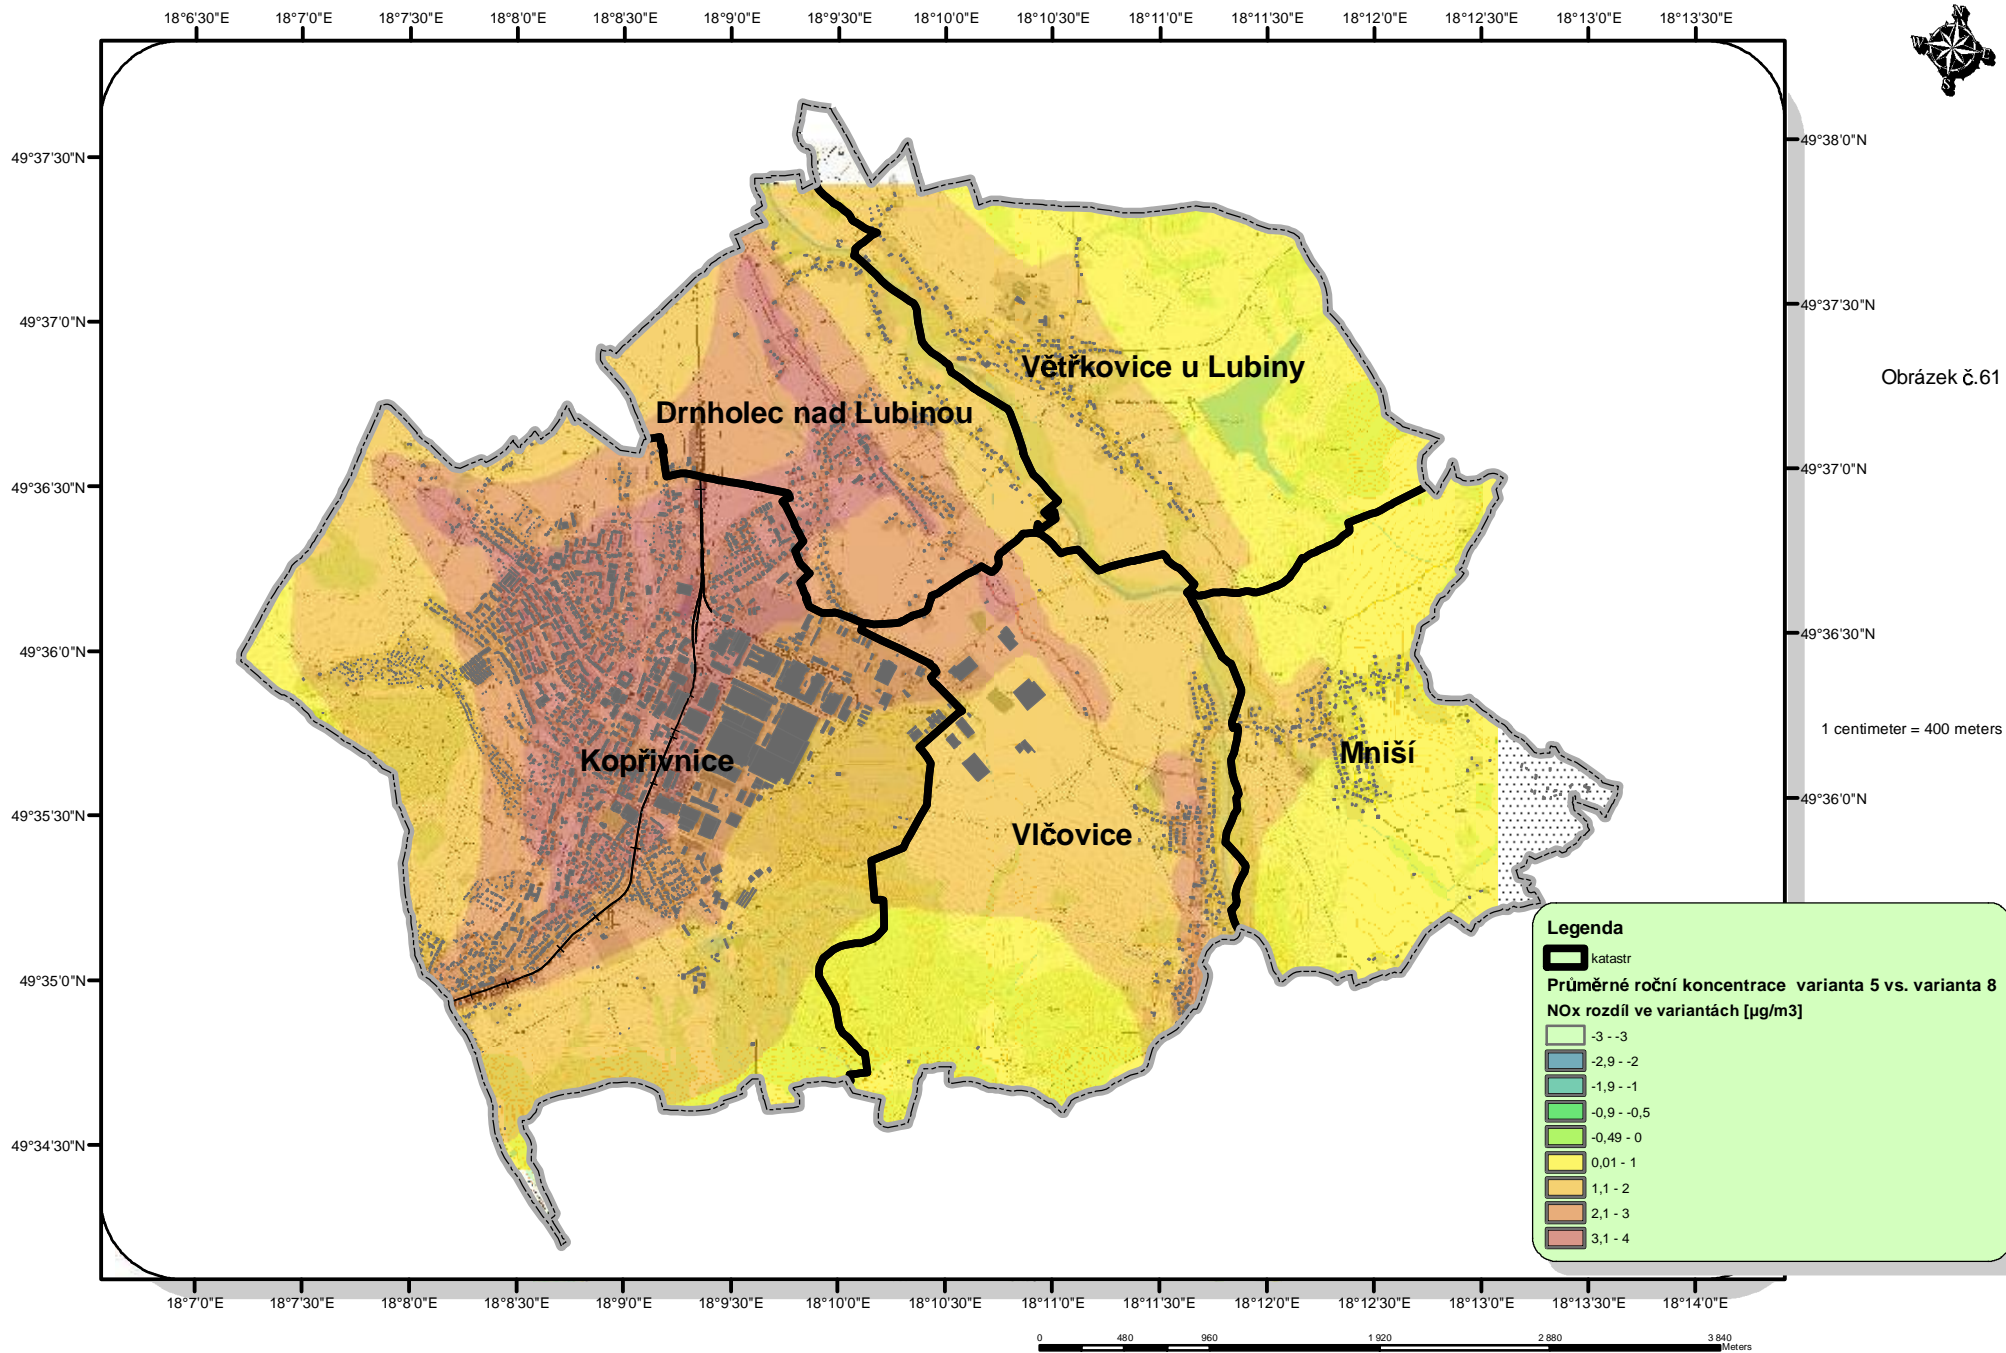 18°6'30"E 18°7'0"E 18°7'30"E 18°8'0"E 18°8'30"E 18°9'0"E 18°9'30"E 18°10'0"E 18°10'30"E 18°11'0"E 18°11'30"E 18°12'0"E 18°12'30"E 18°13'0"E 18°13'30"E
49°37'30"N
49°37'0"N
49°36'30"N
49°36'0"N
49°35'30"N
49°35'0"N
49°34'30"N
Větřkovice u Lubiny
Drnholec nad Lubinou
Kopřivnice
Mniší
Vlčovice
49°38'0"N
49°37'30"N
49°37'0"N
49°36'30"N
49°36'0"N
Obrázek č.61
1 centimeter = 400 meters
Legenda
katastr
Průměrné roční koncentrace varianta 5 vs. varianta 8
NOx rozdíl ve variantách [µg/m3]
-3 - -3
-2,9 - -2
-1,9 - -1
-0,9 - -0,5
-0,49 - 0
0,01 - 1
1,1 - 2
2,1 - 3
3,1 - 4
18°7'0"E 18°7'30"E 18°8'0"E 18°8'30"E 18°9'0"E 18°9'30"E 18°10'0"E 18°10'30"E 18°11'0"E 18°11'30"E 18°12'0"E 18°12'30"E 18°13'0"E 18°13'30"E 18°14'0"E
0 480 960 1 920 2 880 3 840
Meters